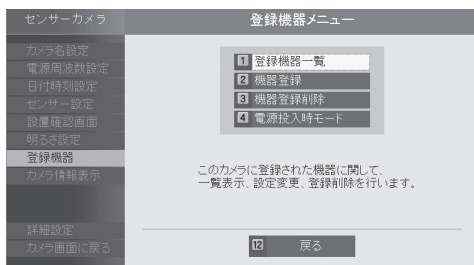 センサーカメラ
登録機器メニュー
カメラ名設定
電源周波数設定
日付時刻設定
センサー設定
設置確認画面
明るさ設定
登録機器
カメラ情報表示
詳細設定
カメラ画面に戻る
1 登録機器一覧
2 機器登録
3 機器登録削除
4 電源投入時モード
このカメラに登録された機器に関して、
一覧表示、設定変更、登録削除を行います。
12 戻る